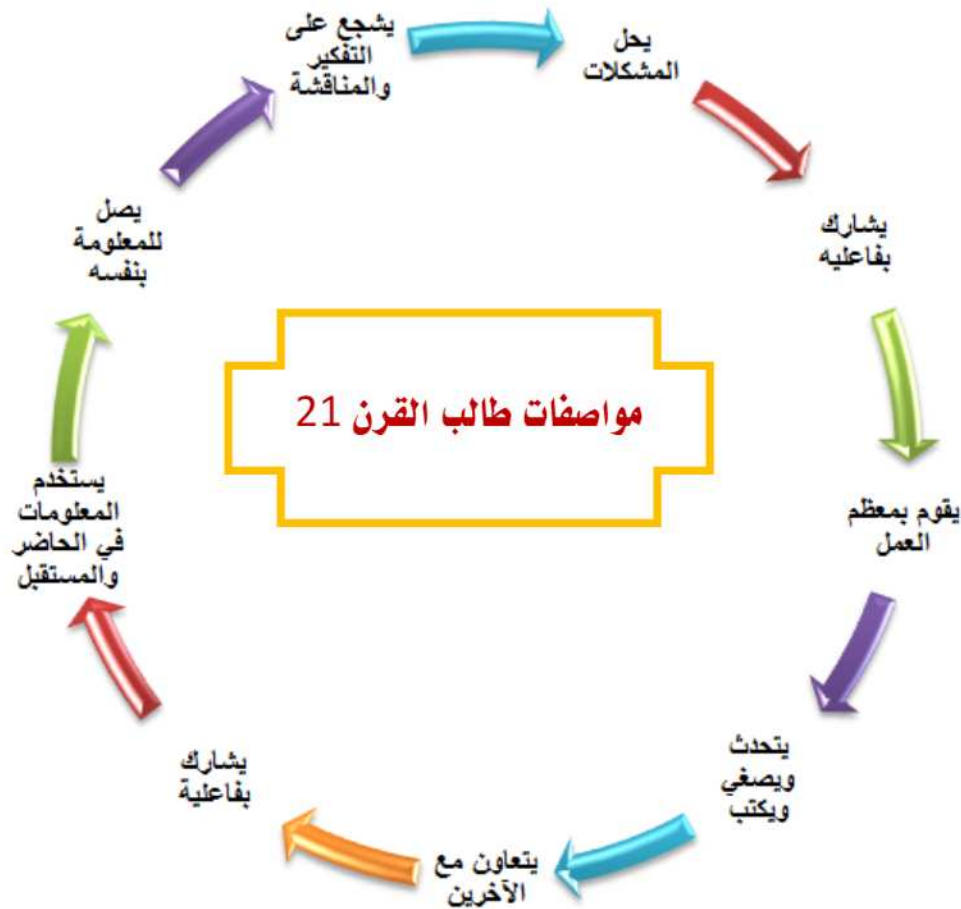 يشجع على
التفكير
والمناقشة
يحل
المشكلات
يشارك
بفاعليه
يقوم بمعظم
العمل
يتحدث
ويصغي
ويكتب
يتعاون مع
الآخرين
يشارك
بفاعلية
يستخدم
المعلومات
في الحاضر
والمستقبل
يصل
للمعلومة
بنفسه
مواصفات طالب القرن 21